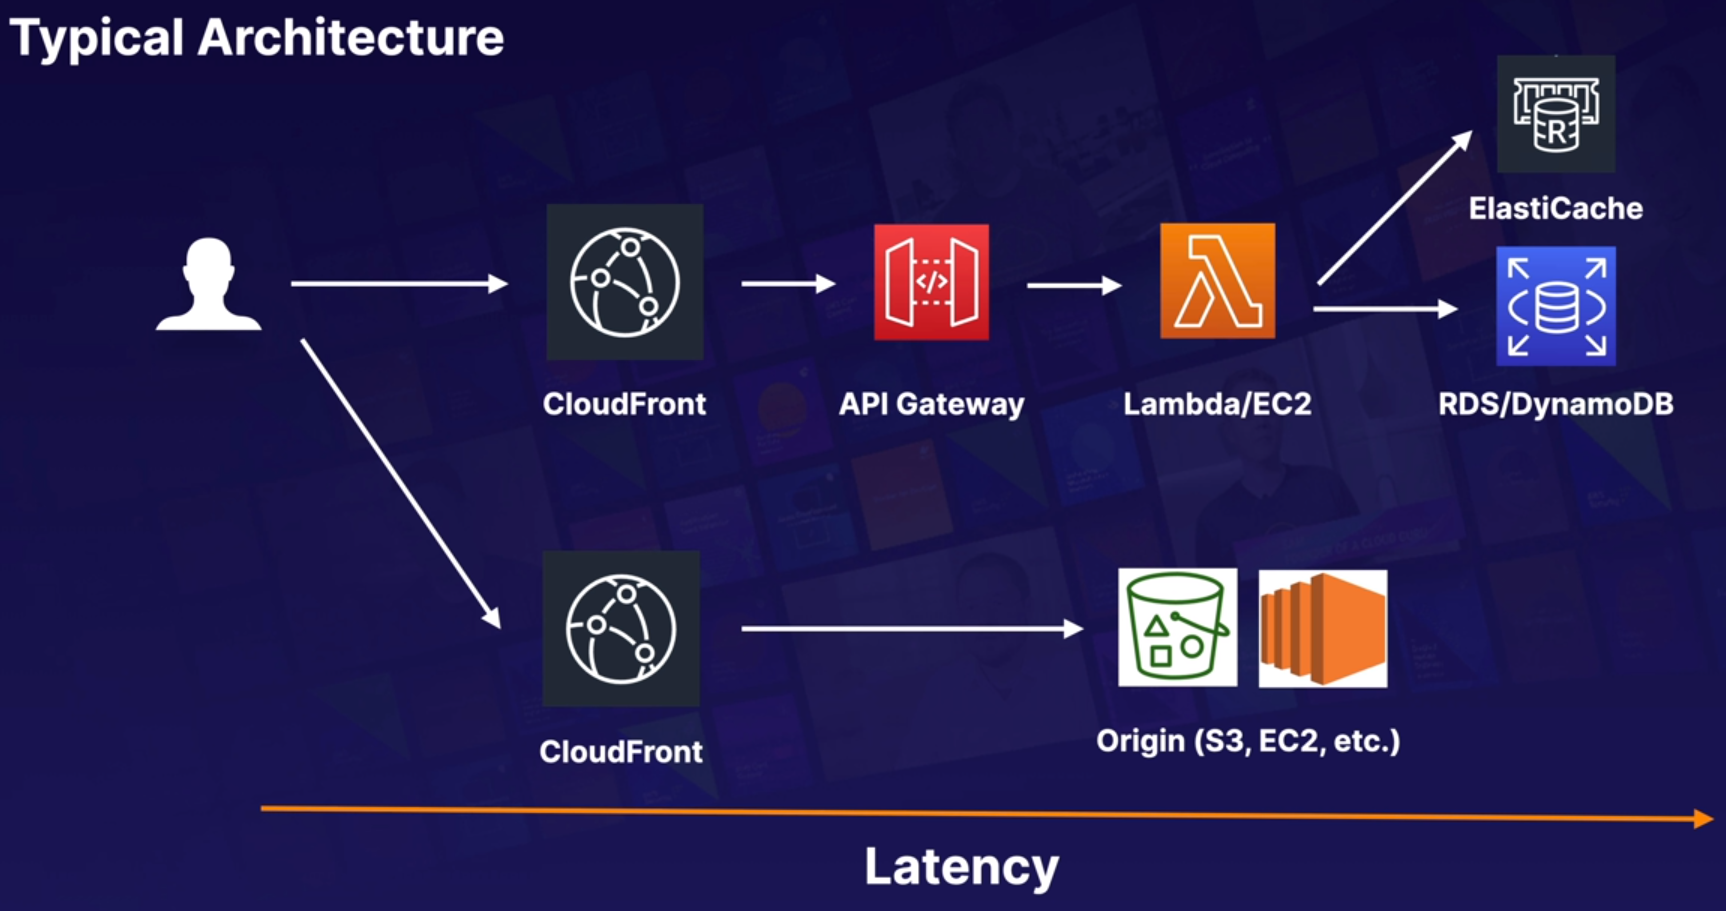 Typical Architecture
R
ElastiCache
</>
CloudFront
API Gateway
Lambda/EC2
RDS/DynamoDB
CloudFront
Origin (S3, EC2, etc.)
Latency